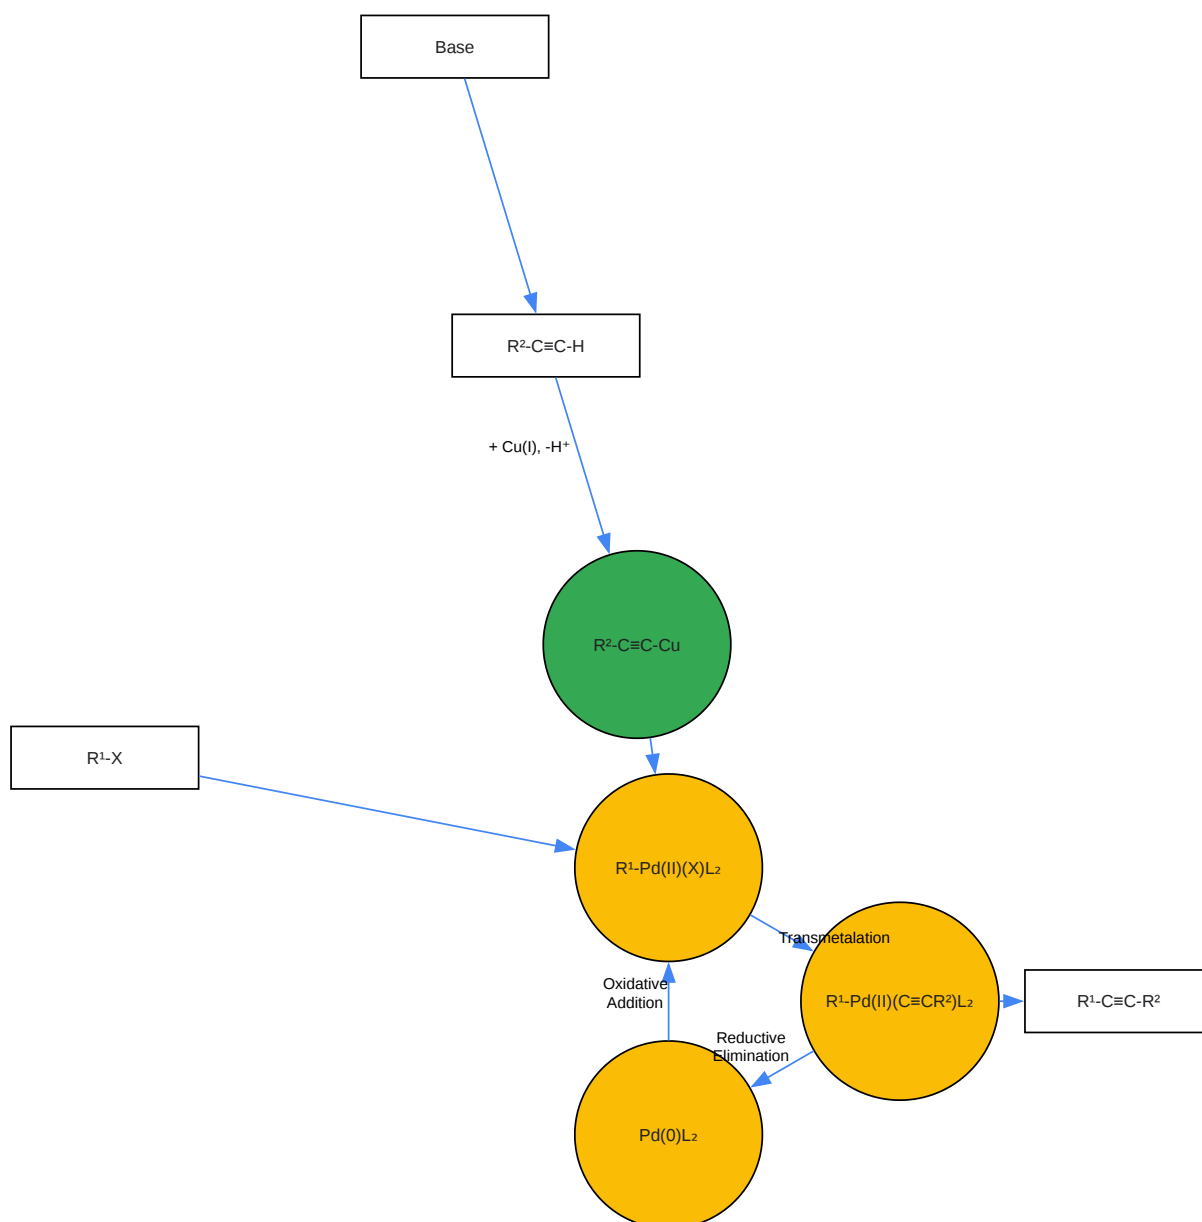 Base
R²-C≡C-H
+ Cu(I), -H⁺
R²-C≡C-Cu
R¹-X
R¹-Pd(II)(X)L₂
Transmetalation
Oxidative
Addition
R¹-Pd(II)(C≡CR²)L₂
R¹-C≡C-R²
Reductive
Elimination
Pd(0)L₂